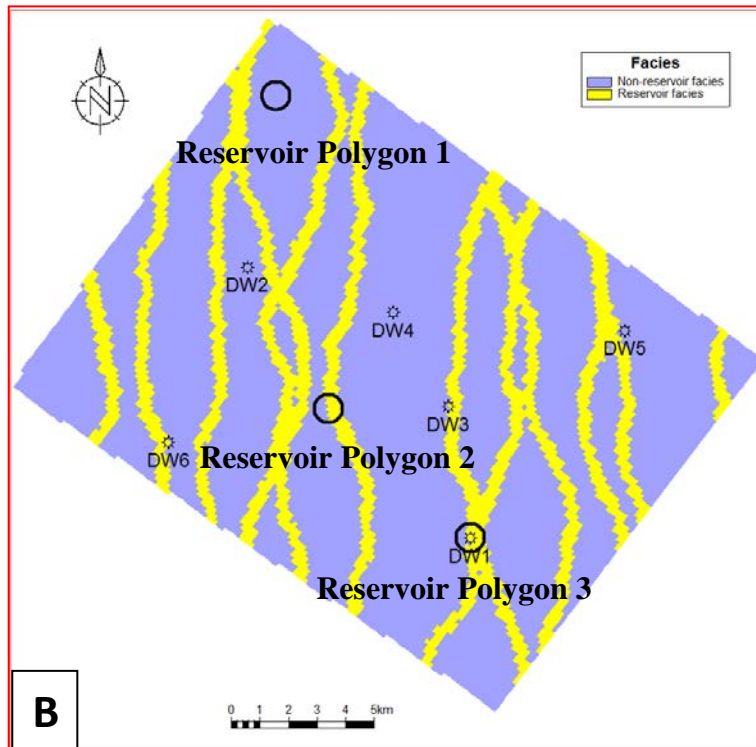 Facies
Non-reservoir facies
Reservoir facies
N
Reservoir Polygon 1
DW2
DW4
DW5
DW3
DW6
Reservoir Polygon 2
DW1
Reservoir Polygon 3
B
0 1 2 3 4 5km